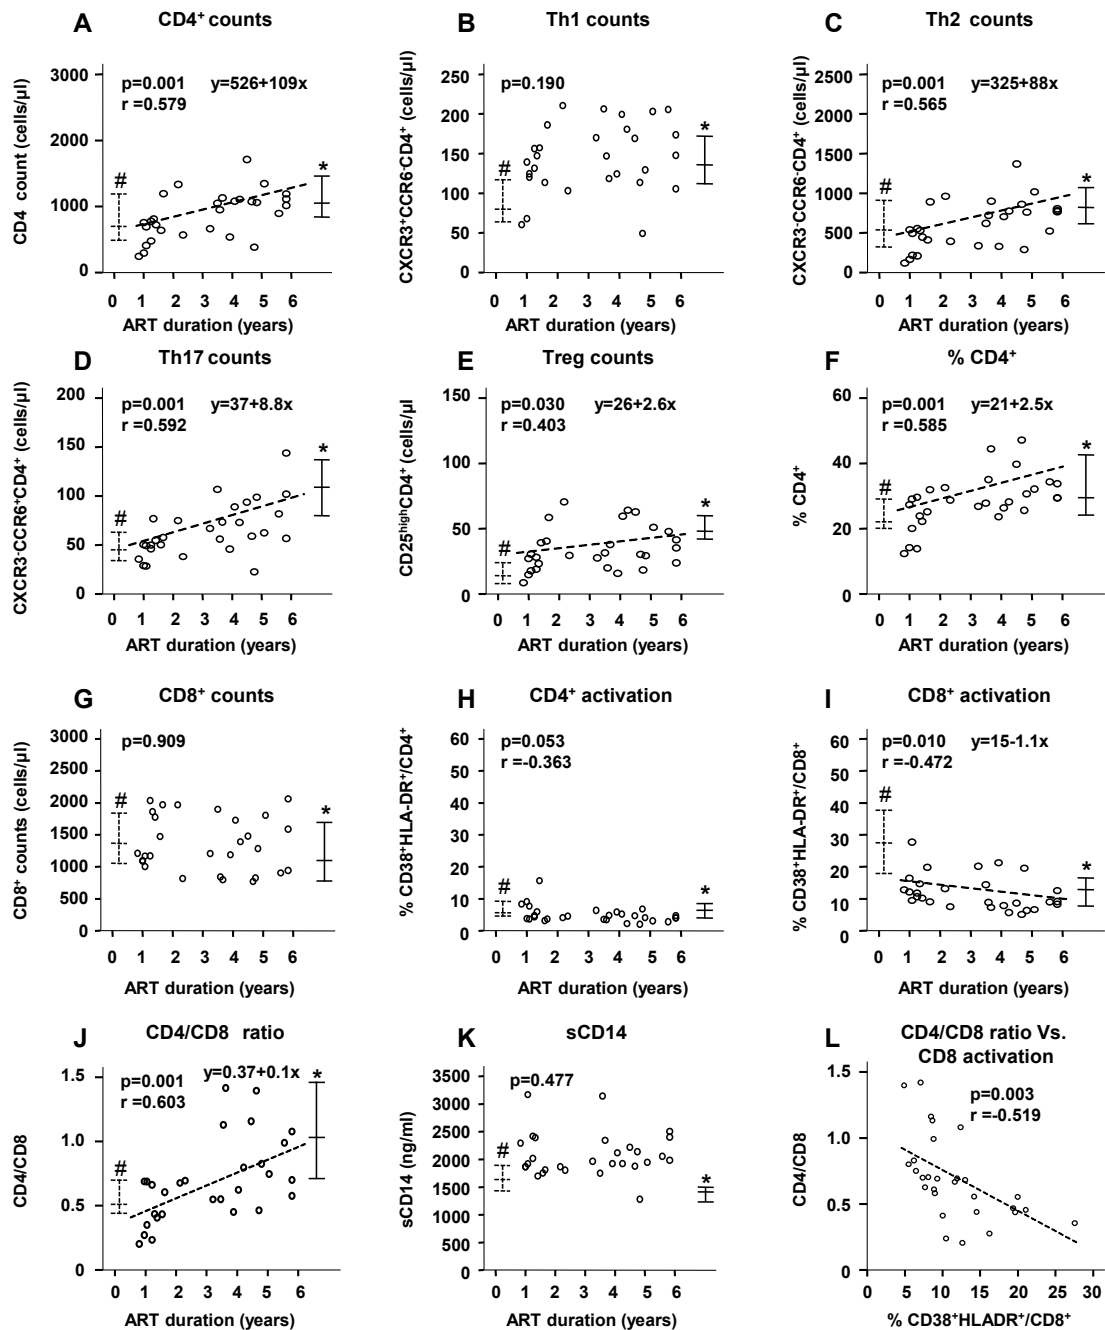 A CD4⁺ counts
p=0.001 y=526+109x
r =0.579
CD4 count (cells/µl)
3000
2000
1000
0
#
*
0 1 2 3 4 5 6
ART duration (years)
B Th1 counts
p=0.190
CXCR3⁺CCR6⁻CD4⁺ (cells/µl)
250
200
150
100
50
0
#
*
0 1 2 3 4 5 6
ART duration (years)
C Th2 counts
p=0.001 y=325+88x
r =0.565
CXCR3⁻CCR6⁻CD4⁺ (cells/µl)
2500
2000
1500
1000
500
0
#
*
0 1 2 3 4 5 6
ART duration (years)
D Th17 counts
p=0.001 y=37+8.8x
r =0.592
CXCR3⁻CCR6⁺CD4⁺ (cells/µl)
200
150
100
50
0
#
*
0 1 2 3 4 5 6
ART duration (years)
E Treg counts
p=0.030 y=26+2.6x
r =0.403
CD25ʰⁱᵍʰCD4⁺ (cells/µl
150
100
50
0
#
*
0 1 2 3 4 5 6
ART duration (years)
F % CD4⁺
p=0.001 y=21+2.5x
r =0.585
% CD4⁺
60
40
20
0
#
*
0 1 2 3 4 5 6
ART duration (years)
G CD8⁺ counts
p=0.909
CD8⁺ counts (cells/µl)
3000
2500
2000
1500
1000
500
0
#
*
0 1 2 3 4 5 6
ART duration (years)
H CD4⁺ activation
p=0.053
r =-0.363
% CD38⁺HLA-DR⁺/CD4⁺
60
50
40
30
20
10
0
#
*
0 1 2 3 4 5 6
ART duration (years)
I CD8⁺ activation
p=0.010 y=15-1.1x
r =-0.472
% CD38⁺HLA-DR⁺/CD8⁺
60
50
40
30
20
10
0
#
*
0 1 2 3 4 5 6
ART duration (years)
J CD4/CD8 ratio
p=0.001 y=0.37+0.1x
r =0.603
CD4/CD8
1.5
1.0
0.5
0
#
*
0 1 2 3 4 5 6
ART duration (years)
K sCD14
p=0.477
sCD14 (ng/ml)
3500
3000
2500
2000
1500
1000
500
0
#
*
0 1 2 3 4 5 6
ART duration (years)
L CD4/CD8 ratio Vs.
CD8 activation
p=0.003
r=-0.519
CD4/CD8
1.5
1.0
0.5
0
0 5 10 15 20 25 30
% CD38⁺HLADR⁺/CD8⁺